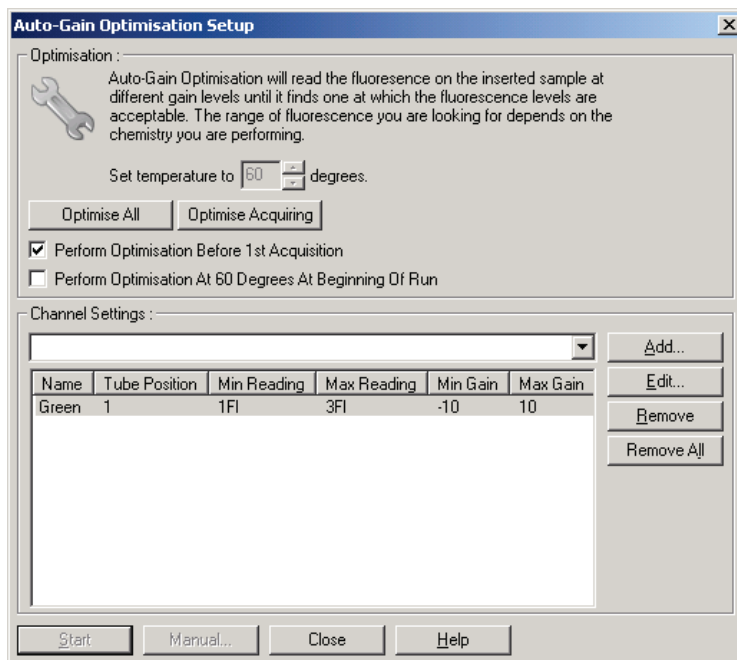 Auto-Gain Optimisation Setup
Optimisation :
Auto-Gain Optimisation will read the fluoresence on the inserted sample at
different gain levels until it finds one at which the fluorescence levels are
acceptable. The range of fluorescence you are looking for depends on the
chemistry you are performing.
Set temperature to 60 degrees.
Optimise All Optimise Acquiring
Perform Optimisation Before 1st Acquisition
Perform Optimisation At 60 Degrees At Beginning Of Run
Channel Settings :
Add...
Name Tube Position Min Reading Max Reading Min Gain Max Gain Edit...
Green 1 1Fl 3Fl -10 10
Remove
Remove All
Start Manual... Close Help